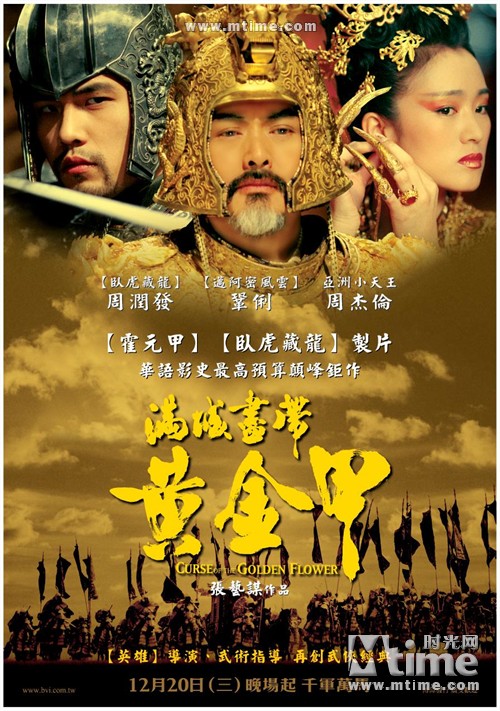 www.mtime.com
【臥虎藏龍】 【邁阿密風雲】 亞洲小天王
周潤發 鞏俐 周杰倫
【霍元甲】【臥虎藏龍】製片
華語影史最高預算顛峰鉅作
滿城盡帶
黃金甲
CURSE OF THE GOLDEN FLOWER
張藝謀作品
【英雄】導演、武術指導 再創武俠經典
12月20日(三) 晚場起 千軍萬馬
www.bvi.com.tw
Mtime 时光网
www.mtime.com